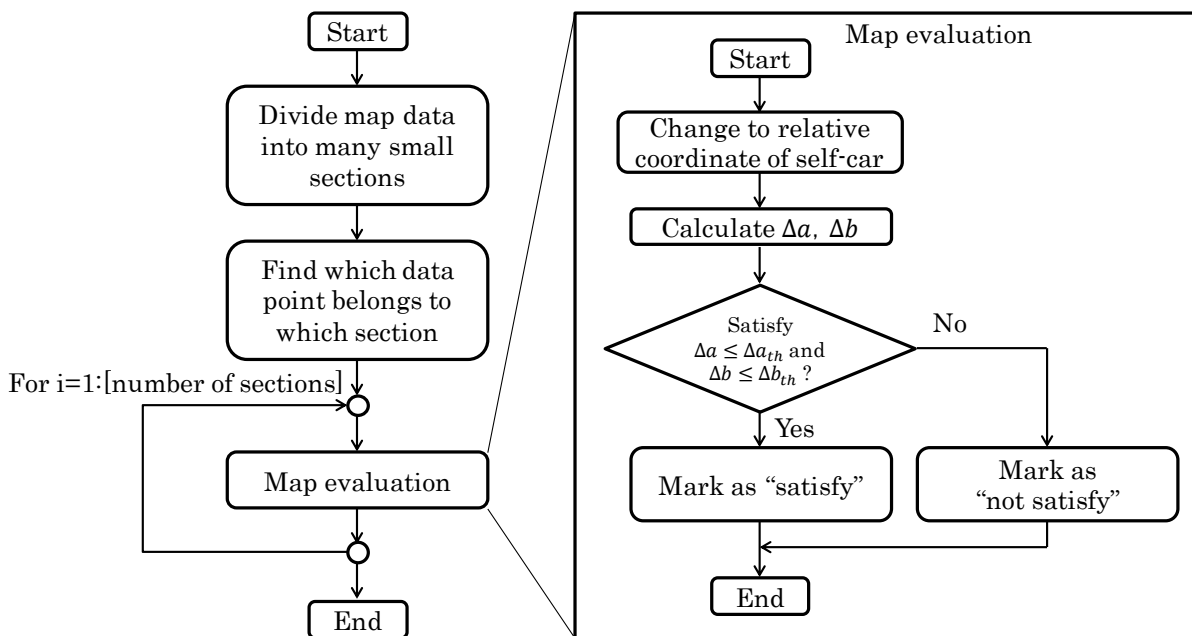 Start
Divide map data
into many small
sections
Find which data
point belongs to
which section
For i=1:[number of sections]
Map evaluation
End
Map evaluation
Start
Change to relative
coordinate of self-car
Calculate Δa, Δb
Satisfy
Δa ≤ Δa_th and
Δb ≤ Δb_th ?
No
Yes
Mark as “satisfy”
Mark as
“not satisfy”
End